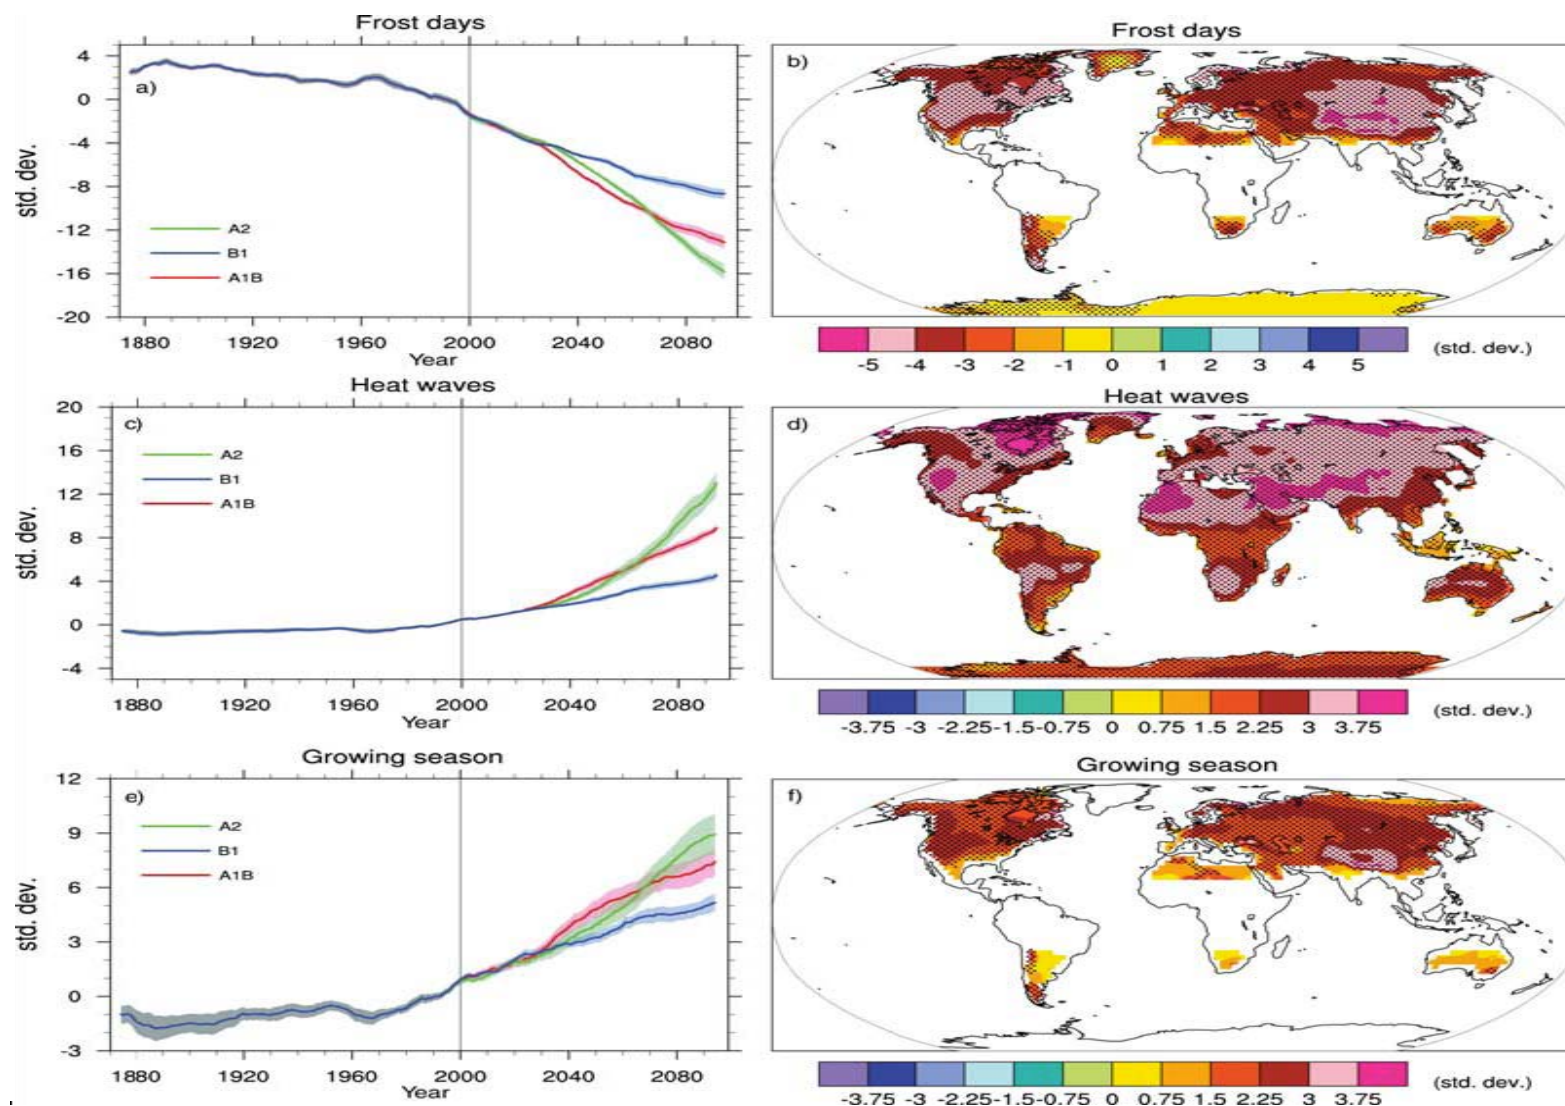 Frost days
4
0
-4
-8
-12
-16
-20
std. dev.
a)
A2
B1
A1B
1880 1920 1960 2000 2040 2080
Year
Frost days
b)
-5 -4 -3 -2 -1 0 1 2 3 4 5 (std. dev.)
Heat waves
20
16
12
8
4
0
-4
std. dev.
c)
A2
B1
A1B
1880 1920 1960 2000 2040 2080
Year
Heat waves
d)
-3.75 -3 -2.25 -1.5 -0.75 0 0.75 1.5 2.25 3 3.75 (std. dev.)
Growing season
12
9
6
3
0
-3
std. dev.
e)
A2
B1
A1B
1880 1920 1960 2000 2040 2080
Year
Growing season
f)
-3.75 -3 -2.25 -1.5 -0.75 0 0.75 1.5 2.25 3 3.75 (std. dev.)